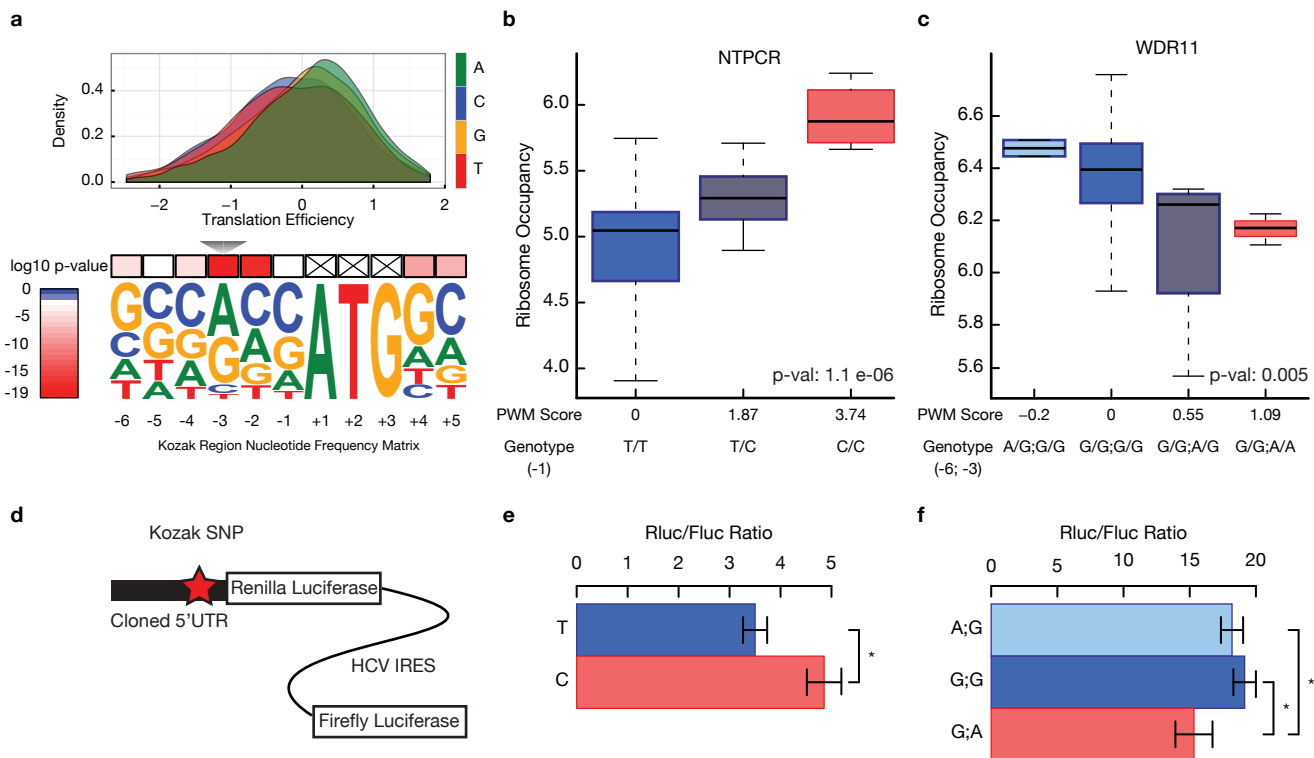 a
0.4
0.2
0.0
Density
−2 −1 0 1 2
Translation Efficiency
A
C
G
T
log10 p-value
0
-5
-10
-15
-19
G C C A C C A T G G C
C G G G A G A A
A T A C G A T G
T A T T T T C T
-6 -5 -4 -3 -2 -1 +1 +2 +3 +4 +5
Kozak Region Nucleotide Frequency Matrix
b
NTPCR
Ribosome Occupancy
6.0
5.5
5.0
4.5
4.0
p-val: 1.1 e-06
PWM Score 0 1.87 3.74
Genotype T/T T/C C/C
(-1)
c
WDR11
Ribosome Occupancy
6.6
6.4
6.2
6.0
5.8
5.6
p-val: 0.005
PWM Score −0.2 0 0.55 1.09
Genotype A/G;G/G G/G;G/G G/G;A/G G/G;A/A
(-6; -3)
d
Kozak SNP
Renilla Luciferase
Cloned 5'UTR
HCV IRES
Firefly Luciferase
e
Rluc/Fluc Ratio
0 1 2 3 4 5
T
C
*
f
Rluc/Fluc Ratio
0 5 10 15 20
A;G
G;G
G;A
*
*